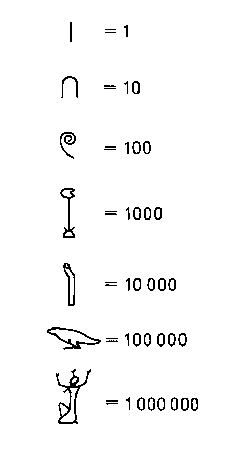 | = 1
∩ = 10
= 100
= 1000
= 10 000
= 100 000
= 1 000 000